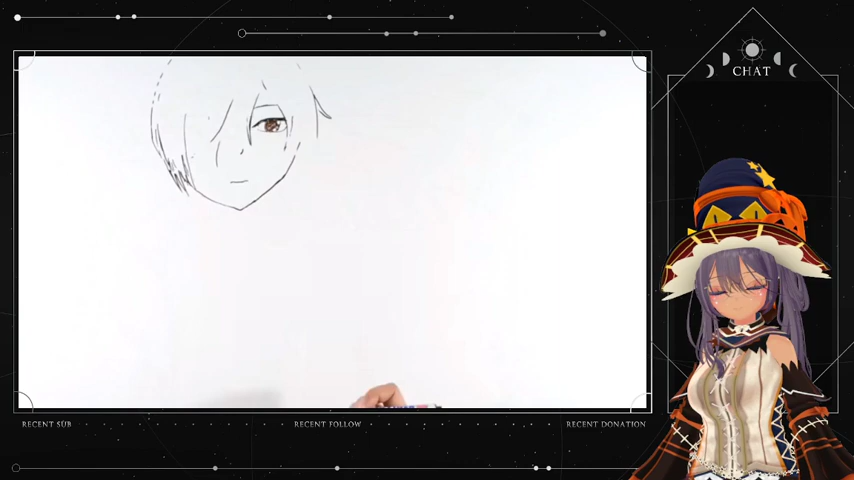 CHAT
RECENT SUB
RECENT FOLLOW
RECENT DONATION